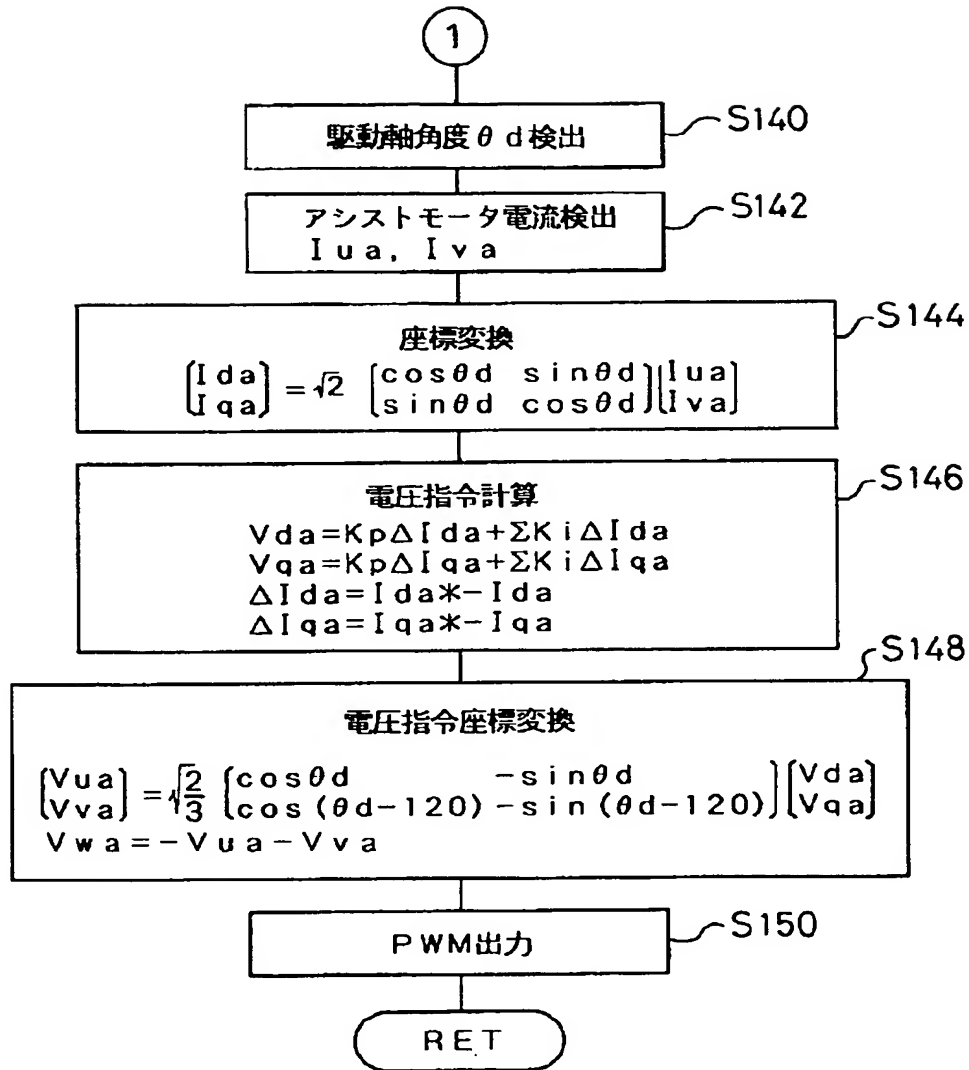 1
駆動軸角度θd検出
S140
アシストモータ電流検出
Iua, Iva
S142
座標変換
S144
[Ida] = √2 [cosθd sinθd][Iua]
[Iqa] [sinθd cosθd][Iva]
電圧指令計算
S146
Vda=KpΔIda+ΣKiΔIda
Vqa=KpΔIqa+ΣKiΔIqa
ΔIda=Ida*-Ida
ΔIqa=Iqa*-Iqa
S148
電圧指令座標変換
[Vua] = √2/3 [cosθd -sinθd][Vda]
[Vva] [cos(θd-120) -sin(θd-120)][Vqa]
Vwa=-Vua-Vva
PWM出力
S150
RET